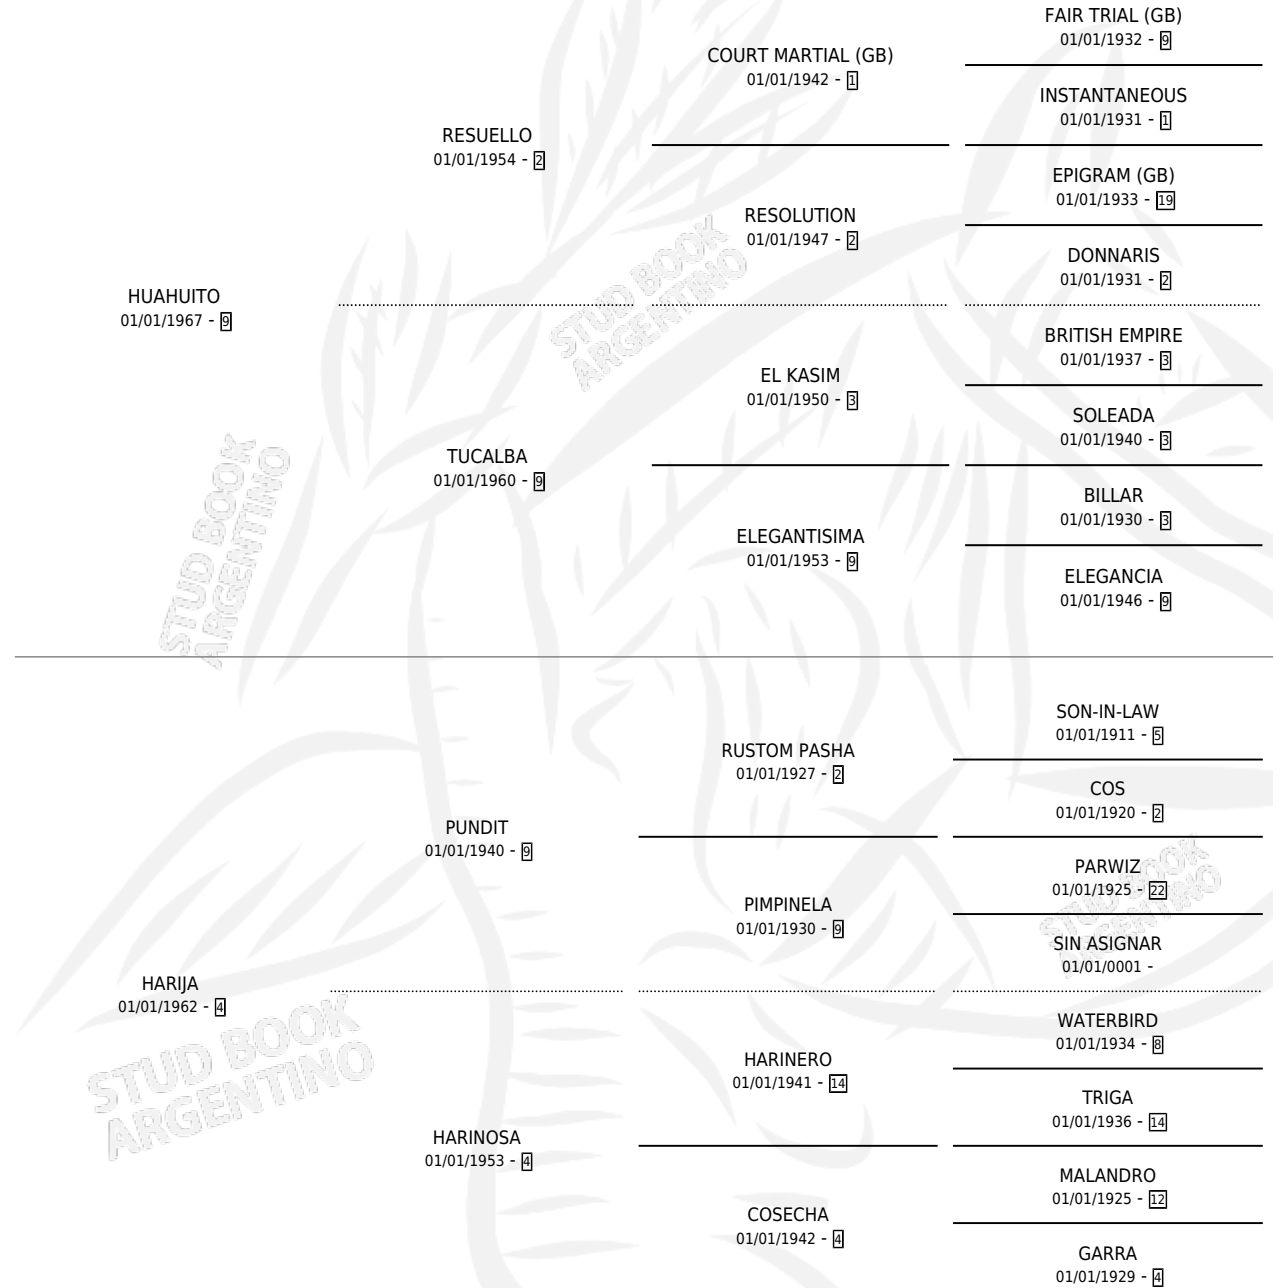 FAIR TRIAL (GB)
01/01/1932 - 9
COURT MARTIAL (GB)
01/01/1942 - 1
INSTANTANEOUS
01/01/1931 - 1
RESUELLO
01/01/1954 - 2
EPIGRAM (GB)
01/01/1933 - 19
RESOLUTION
01/01/1947 - 2
DONNARIS
01/01/1931 - 2
HUAHUITO
01/01/1967 - 9
BRITISH EMPIRE
01/01/1937 - 3
EL KASIM
01/01/1950 - 3
SOLEADA
01/01/1940 - 3
TUCALBA
01/01/1960 - 9
BILLAR
01/01/1930 - 3
ELEGANTISIMA
01/01/1953 - 9
ELEGANCIA
01/01/1946 - 9
SON-IN-LAW
01/01/1911 - 5
RUSTOM PASHA
01/01/1927 - 2
COS
01/01/1920 - 2
PUNDIT
01/01/1940 - 9
PARWIZ
01/01/1925 - 22
PIMPINELA
01/01/1930 - 9
SIN ASIGNAR
01/01/0001 -
HARIJA
01/01/1962 - 4
WATERBIRD
01/01/1934 - 8
HARINERO
01/01/1941 - 14
TRIGA
01/01/1936 - 14
HARINOSA
01/01/1953 - 4
MALANDRO
01/01/1925 - 12
COSECHA
01/01/1942 - 4
GARRA
01/01/1929 - 4
STUD BOOK
ARGENTINO
STUD BOOK
ARGENTINO
STUD BOOK
ARGENTINO
STUD BOOK
ARGENTINO